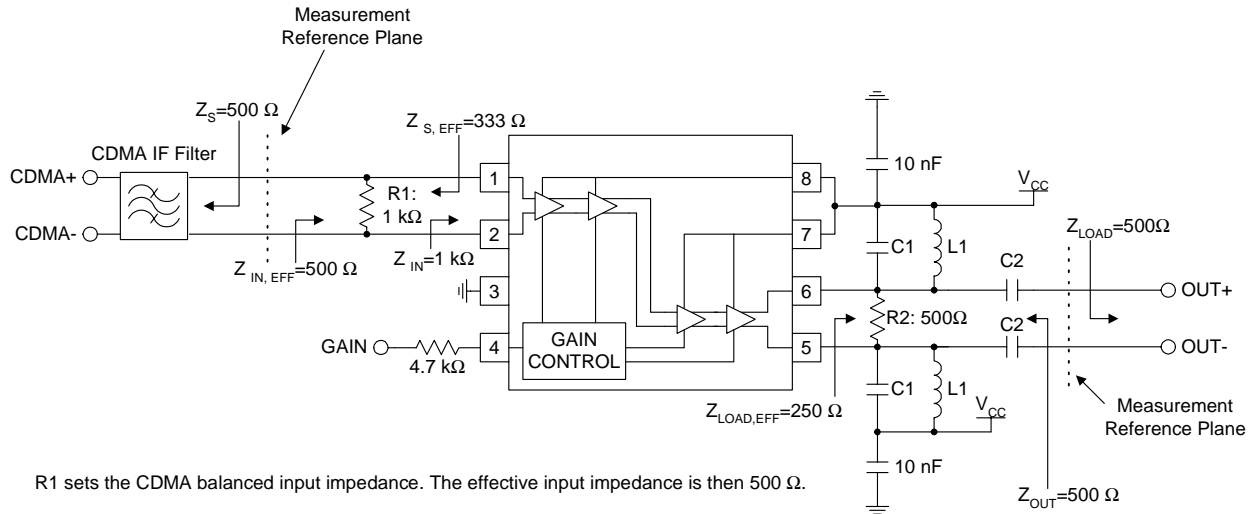 Measurement
Reference Plane
Z_S=500 Ω
Z_S, EFF=333 Ω
CDMA IF Filter
CDMA+
CDMA-
R1:
1 kΩ
Z_IN, EFF=500 Ω
Z_IN=1 kΩ
1
2
3
4
8
7
6
5
GAIN
4.7 kΩ
GAIN
CONTROL
10 nF
V_CC
C1
L1
Z_LOAD=500Ω
C2
OUT+
R2: 500Ω
C2
OUT-
C1
L1
Z_LOAD,EFF=250 Ω
V_CC
Measurement
Reference Plane
10 nF
Z_OUT=500 Ω
R1 sets the CDMA balanced input impedance. The effective input impedance is then 500 Ω.